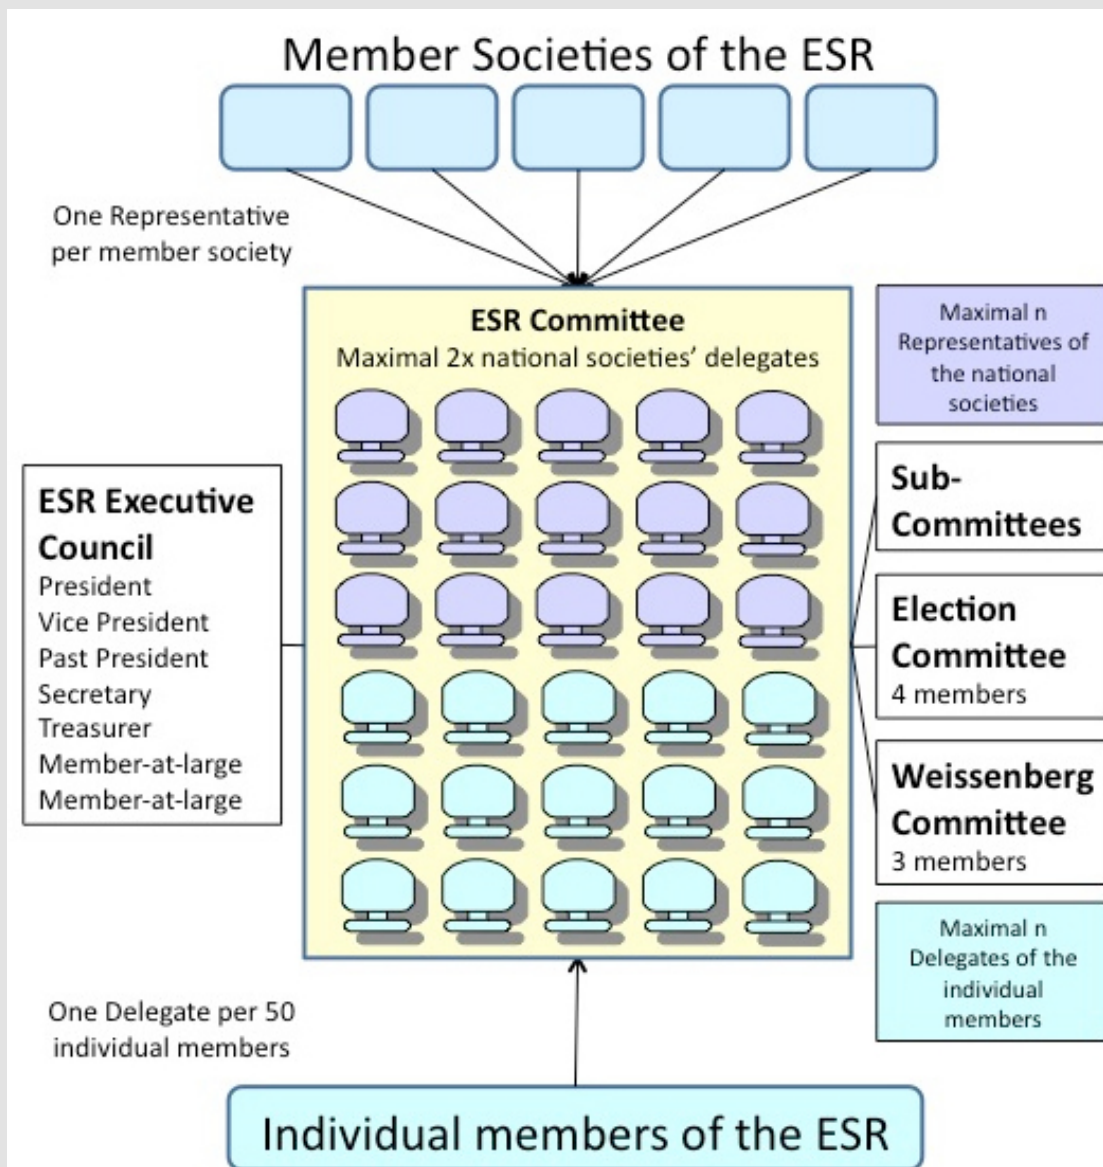 Member Societies of the ESR
One Representative
per member society
ESR Committee
Maximal 2x national societies’ delegates
Maximal n
Representatives of
the national
societies
ESR Executive
Council
President
Vice President
Past President
Secretary
Treasurer
Member-at-large
Member-at-large
Sub-
Committees
Election
Committee
4 members
Weissenberg
Committee
3 members
Maximal n
Delegates of the
individual
members
One Delegate per 50
individual members
Individual members of the ESR